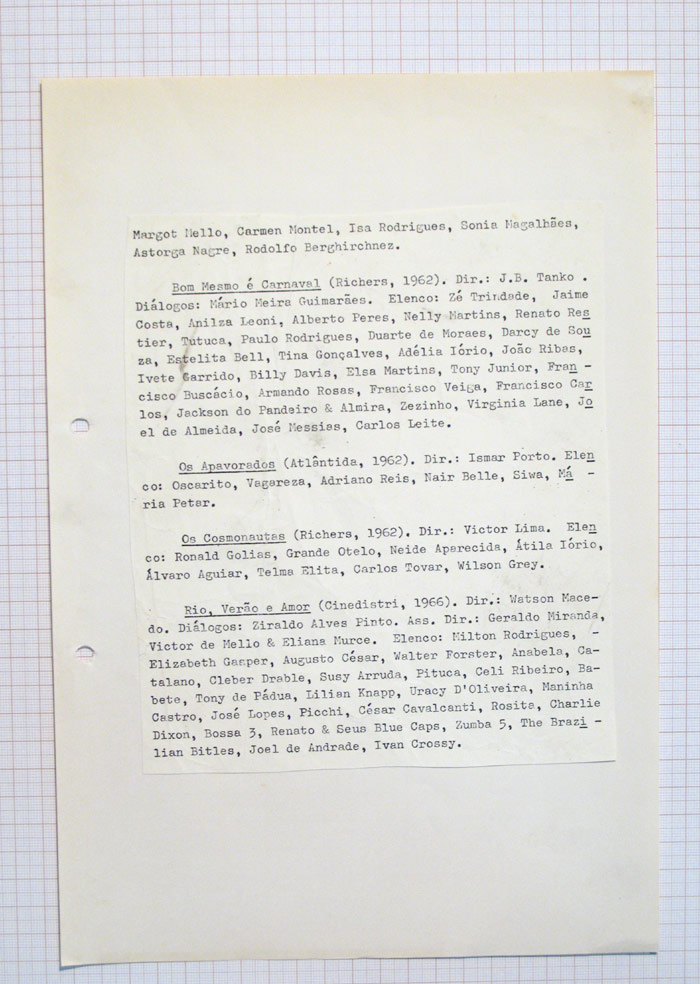 Margot Mello, Carmen Montel, Isa Rodrigues, Sonia Magalhães,
Astorga Nagre, Rodolfo Berghirchnez.
Bom Mesmo é Carnaval (Richers, 1962). Dir.: J.B. Tanko .
Diálogos: Mário Meira Guimarães. Elenco: Zé Trindade, Jaime
Costa, Anilza Leoni, Alberto Peres, Nelly Martins, Renato Res
tier, Tutuca, Paulo Rodrigues, Duarte de Moraes, Darcy de Sou
za, Estelita Bell, Tina Gonçalves, Adélia Iório, João Ribas,
Ivete Garrido, Billy Davis, Elsa Martins, Tony Junior, Fran -
cisco Buscácio, Armando Rosas, Francisco Veiga, Francisco Car
los, Jackson do Pandeiro & Almira, Zezinho, Virginia Lane, Jo
el de Almeida, José Messias, Carlos Leite.
Os Apavorados (Atlântida, 1962). Dir.: Ismar Porto. Elen
co: Oscarito, Vagareza, Adriano Reis, Nair Belle, Siwa, Má -
ria Petar.
Os Cosmonautas (Richers, 1962). Dir.: Victor Lima. Elen
co: Ronald Golias, Grande Otelo, Neide Aparecida, Átila Iório,
Álvaro Aguiar, Telma Elita, Carlos Tovar, Wilson Grey.
Rio, Verão e Amor (Cinedistri, 1966). Dir.: Watson Mace-
do. Diálogos: Ziraldo Alves Pinto. Ass. Dir.: Geraldo Miranda,
Victor de Mello & Eliana Murce. Elenco: Milton Rodrigues, -
Elizabeth Gasper, Augusto César, Walter Forster, Anabela, Ca-
talano, Cleber Drable, Susy Arruda, Pituca, Celi Ribeiro, Ba-
bete, Tony de Pádua, Lilian Knapp, Uracy D'Oliveira, Maninha
Castro, José Lopes, Picchi, César Cavalcanti, Rosita, Charlie
Dixon, Bossa 3, Renato & Seus Blue Caps, Zumba 5, The Brazi -
lian Bitles, Joel de Andrade, Ivan Crossy.